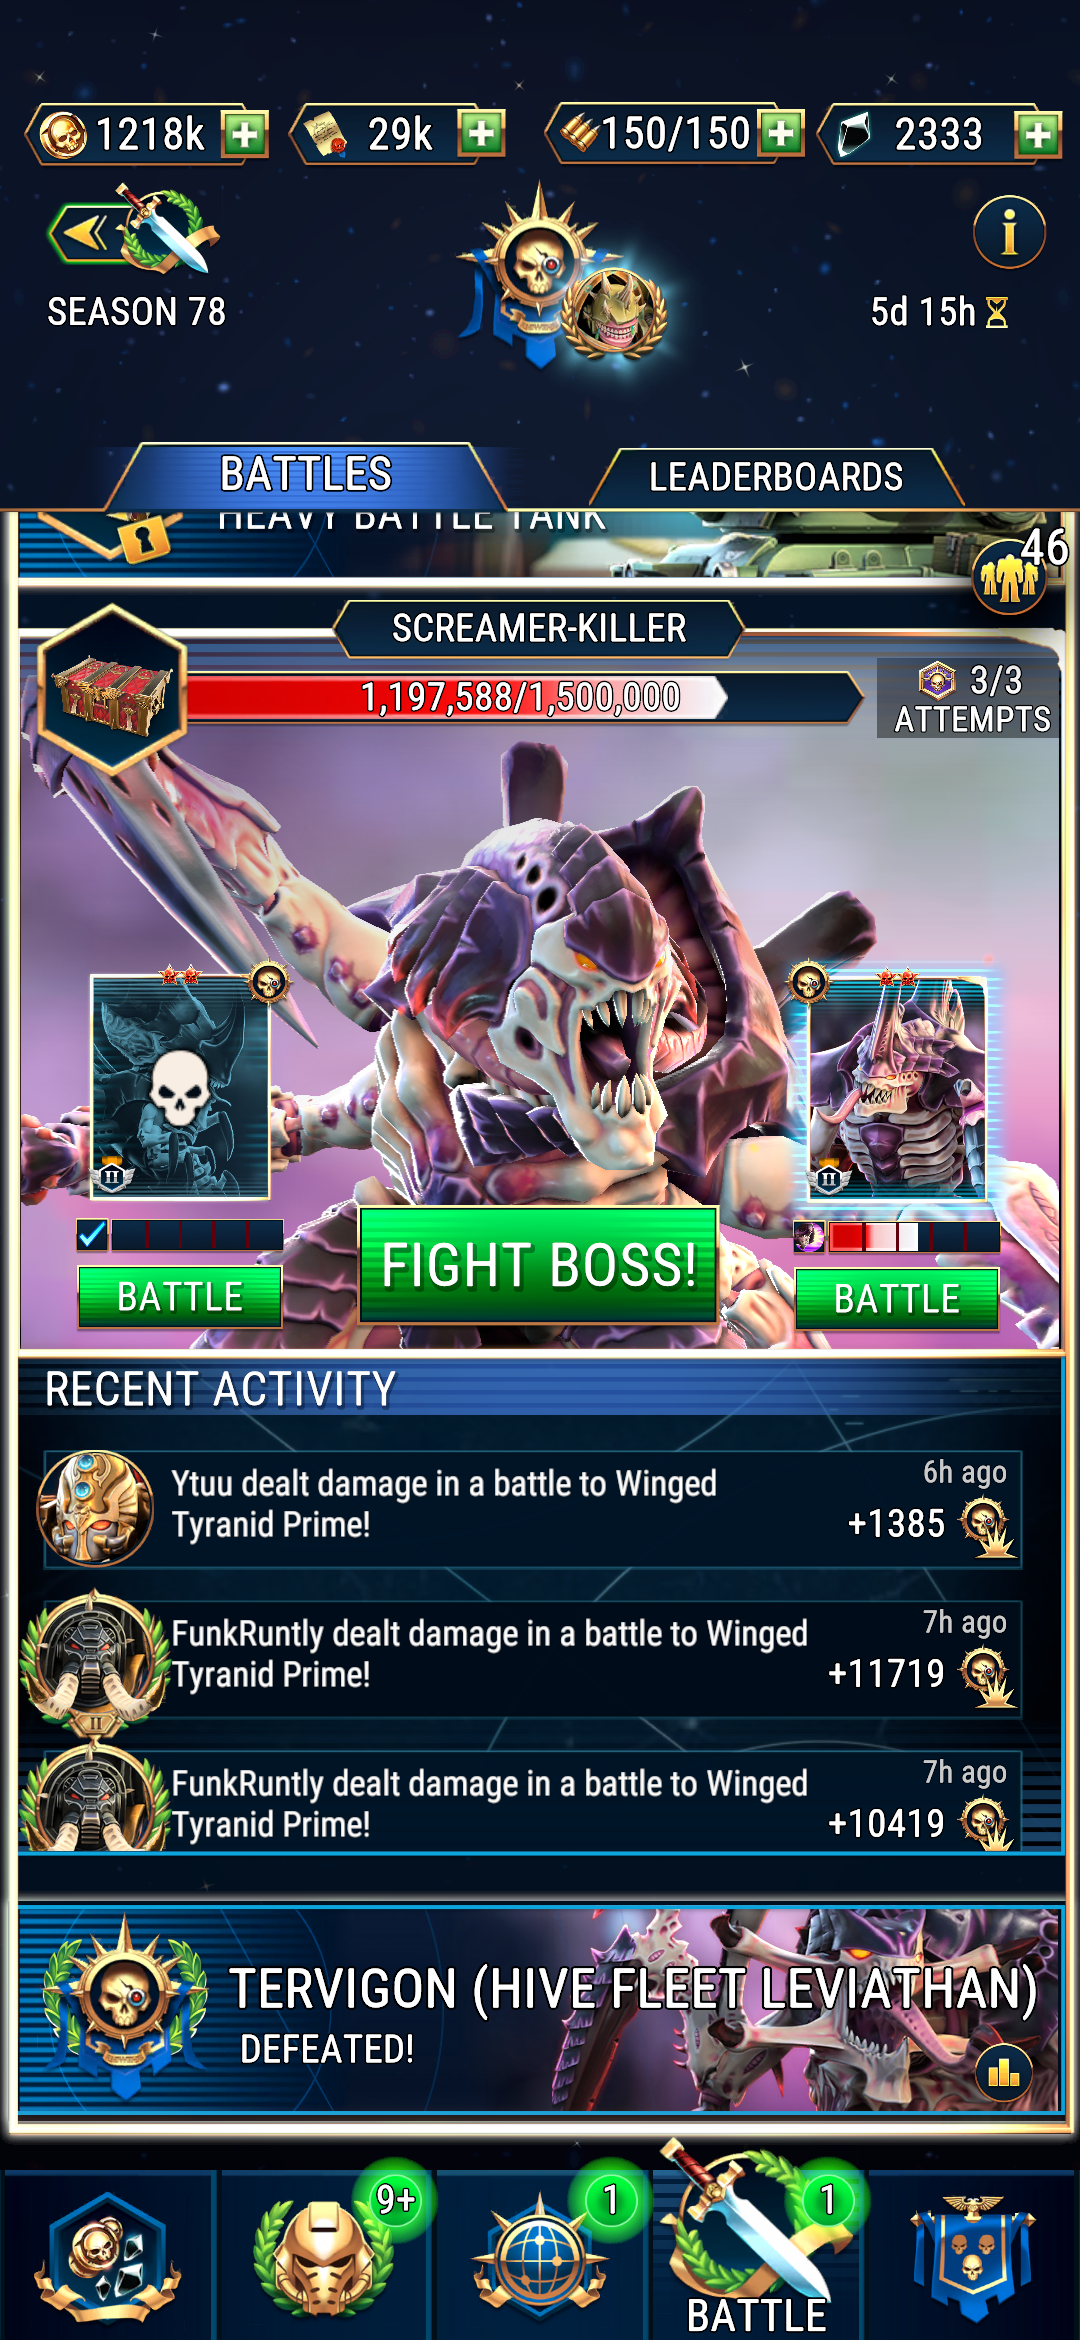 1218k
29k
150/150
2333
SEASON 78
5d 15h
BATTLES
LEADERBOARDS
HEAVY BATTLE TANK
46
SCREAMER-KILLER
1,197,588/1,500,000
3/3
ATTEMPTS
II
II
BATTLE
FIGHT BOSS!
BATTLE
RECENT ACTIVITY
Ytuu dealt damage in a battle to Winged
Tyranid Prime!
6h ago
+1385
FunkRuntly dealt damage in a battle to Winged
Tyranid Prime!
7h ago
+11719
II
FunkRuntly dealt damage in a battle to Winged
Tyranid Prime!
7h ago
+10419
TERVIGON (HIVE FLEET LEVIATHAN)
DEFEATED!
9+
1
1
BATTLE